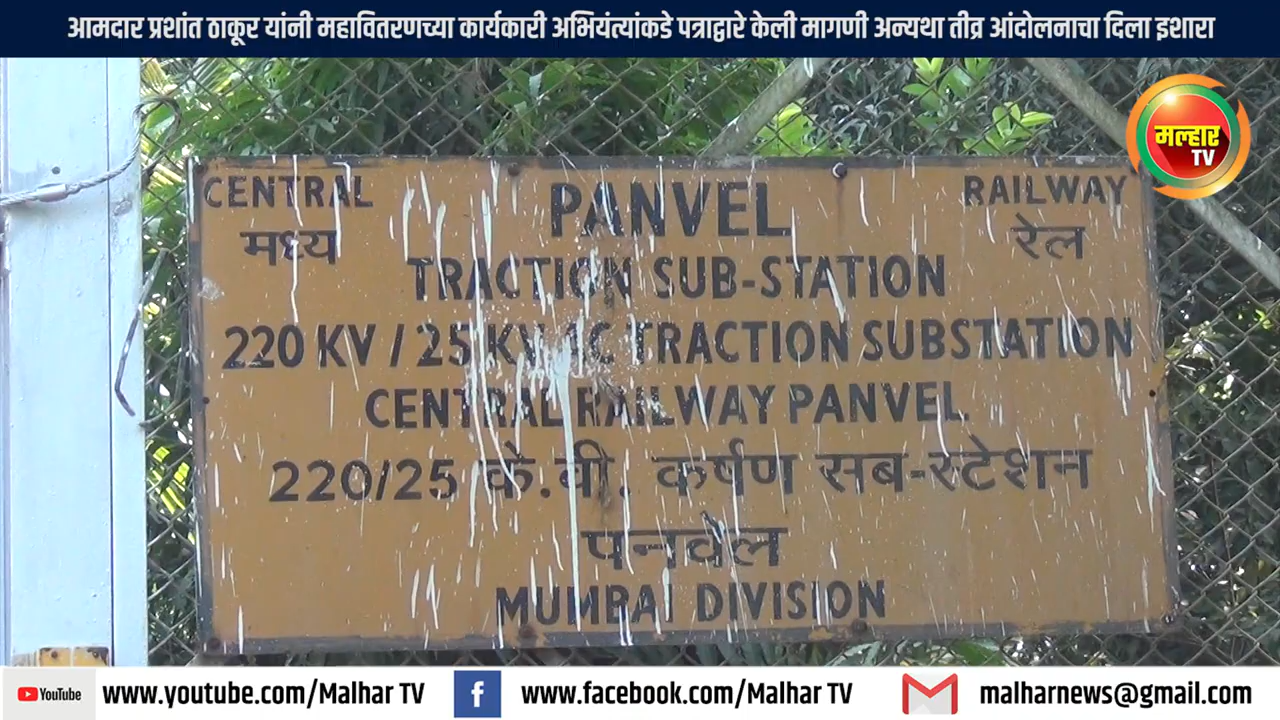 आमदार प्रशांत ठाकूर यांनी महावितरणच्या कार्यकारी अभियंत्यांकडे पत्राद्वारे केली मागणी अन्यथा तीव्र आंदोलनाचा दिला इशारा
मल्हार
TV
CENTRAL PANVEL RAILWAY
मध्य रेल
TRACTION SUB-STATION
220 KV / 25 KV AC TRACTION SUBSTATION
CENTRAL RAILWAY PANVEL.
220/25 के.वी. कर्षण सब-स्टेशन
पनवेल
MUMBAI DIVISION
YouTube www.youtube.com/Malhar TV f www.facebook.com/Malhar TV malharnews@gmail.com